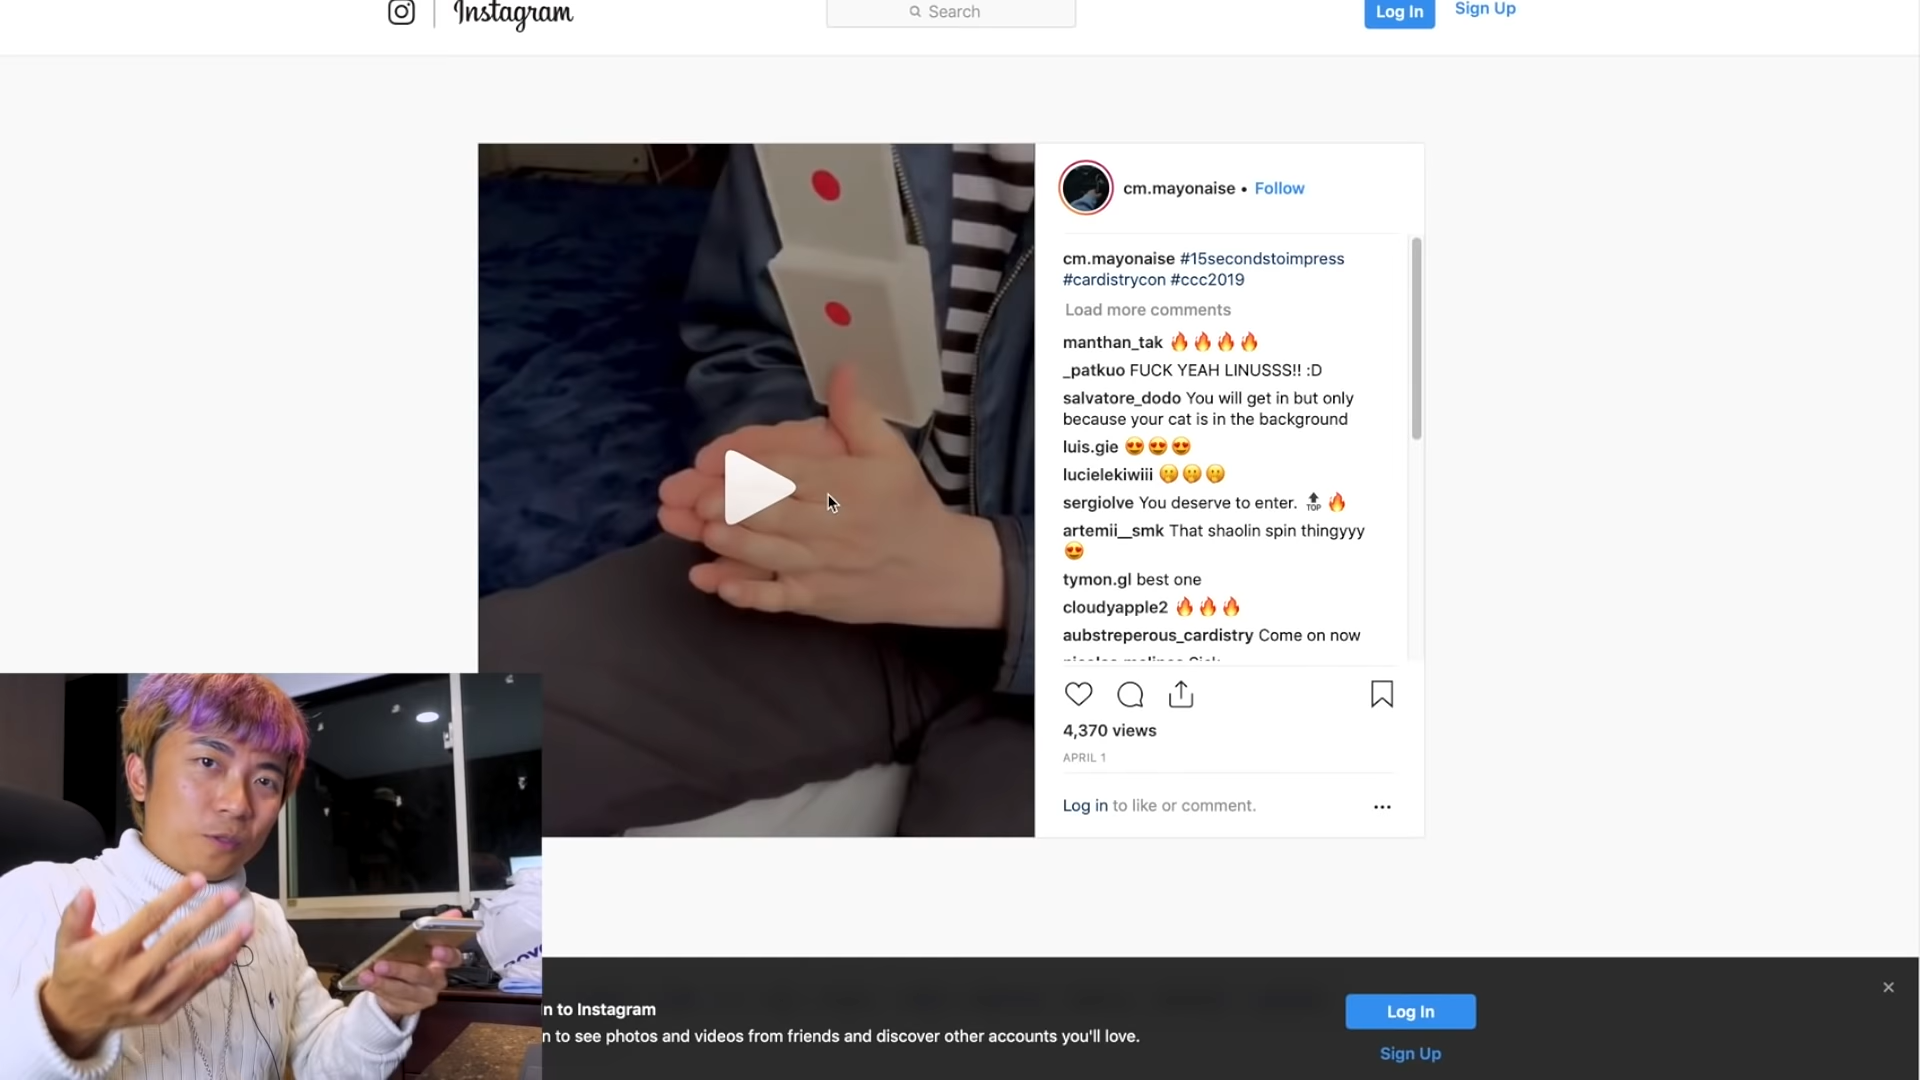 Instagram
Search
Log In
Sign Up
cm.mayonaise • Follow
cm.mayonaise #15secondstoimpress
#cardistrycon #ccc2019
Load more comments
manthan_tak 🔥🔥🔥🔥
_patkuo FUCK YEAH LINUSSS!! :D
salvatore_dodo You will get in but only
because your cat is in the background
luis.gie 😍😍😍
lucielekiwiii 🤭🤭🤭
sergiolve You deserve to enter. 🔝🔥
artemii__smk That shaolin spin thingyyy
😍
tymon.gl best one
cloudyapple2 🔥🔥🔥
aubstreperous_cardistry Come on now
4,370 views
APRIL 1
Log in to like or comment.
n to Instagram
n to see photos and videos from friends and discover other accounts you'll love.
Log In
Sign Up